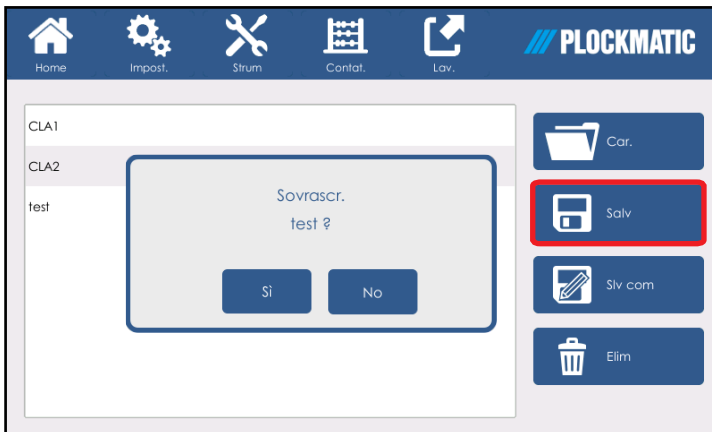 Home
Impost.
Strum
Contat.
Lav.
PLOCKMATIC
CLA1
CLA2
test
Sovrascr.
test ?
Sì
No
Car.
Salv
Slv com
Elim